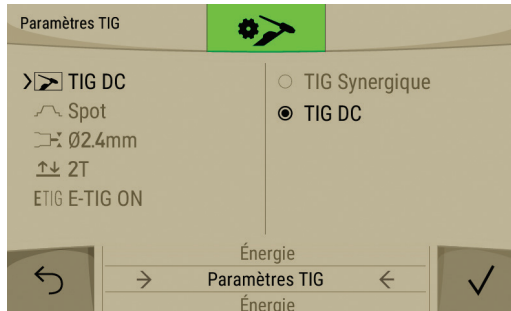 Paramètres TIG
TIG DC
Spot
Ø2.4mm
2T
ETIG E-TIG ON
TIG Synergique
TIG DC
Énergie
Paramètres TIG
Énergie